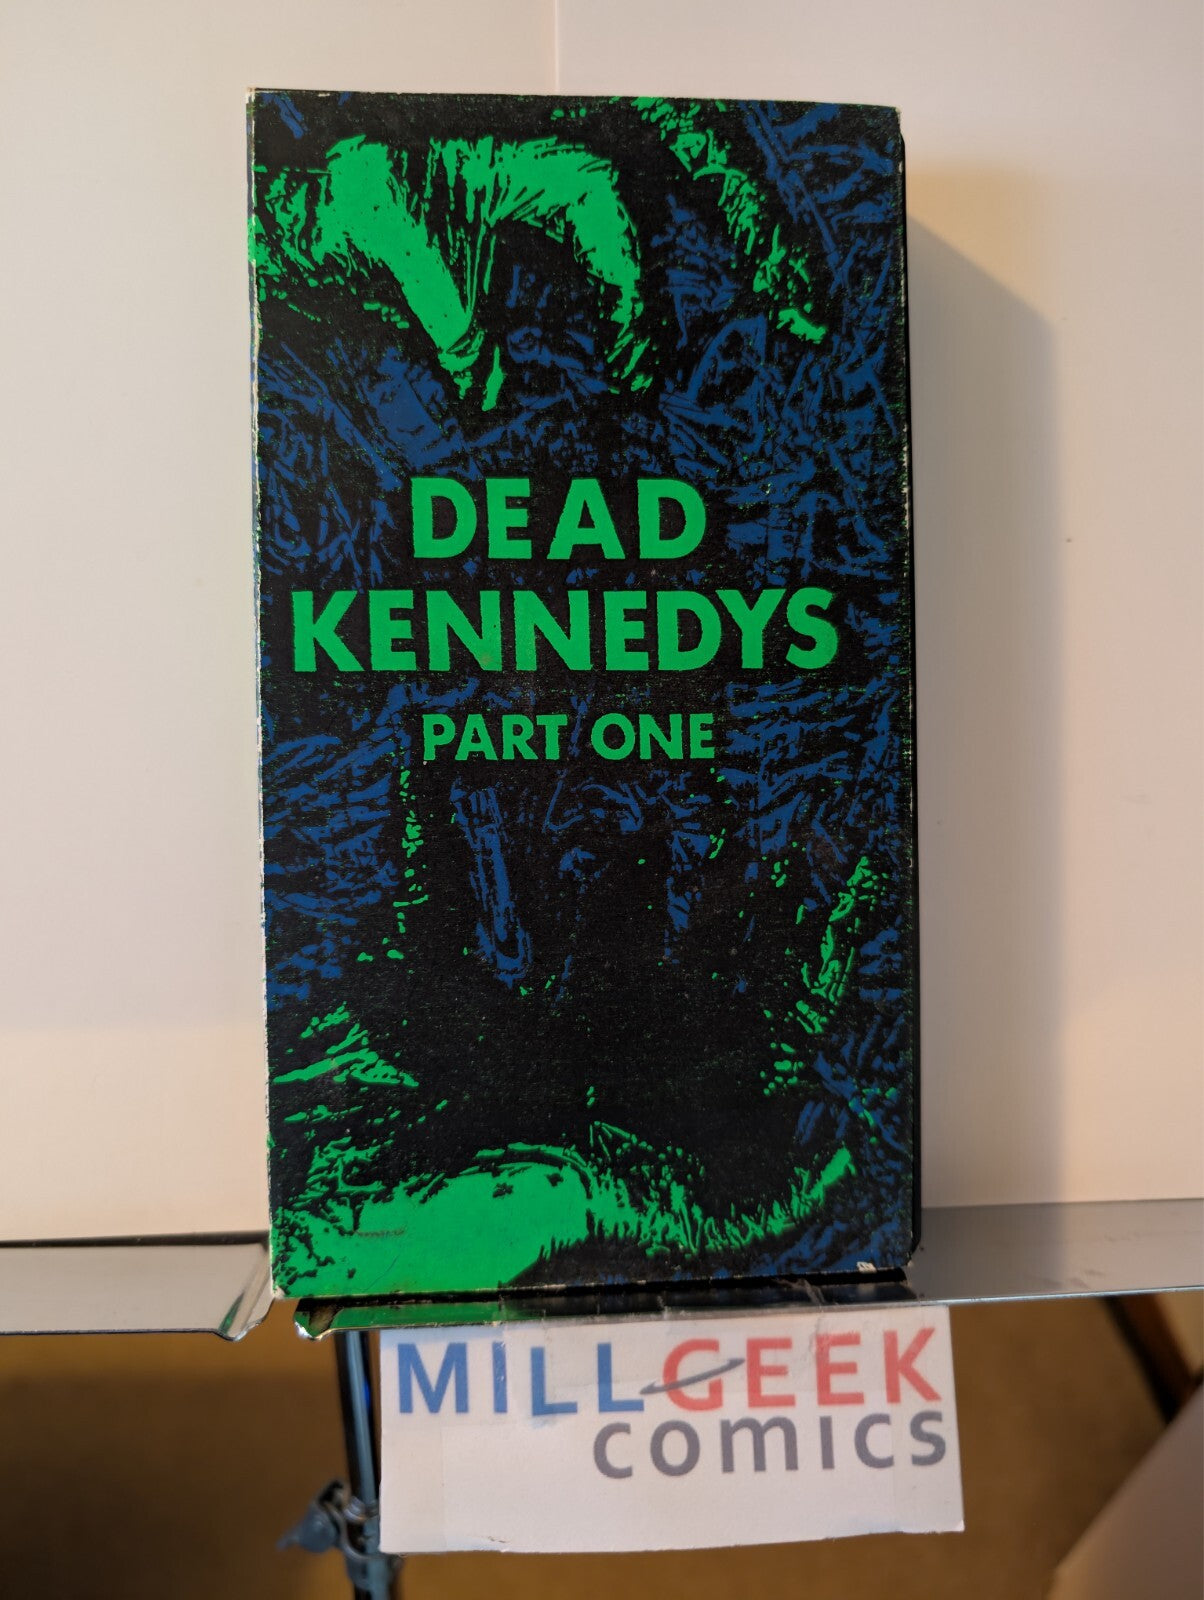 DEAD
KENNEDYS
PART ONE
MILLGEEK
comics